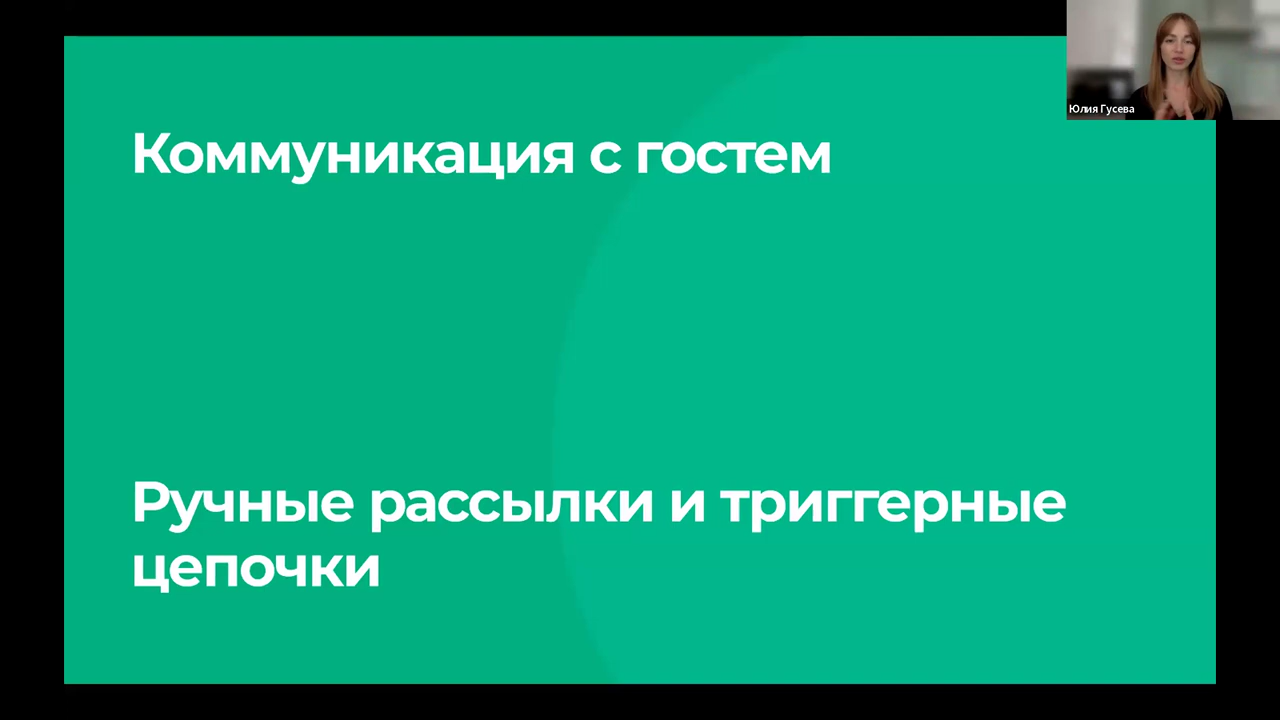 Юлия Гусева
Коммуникация с гостем
Ручные рассылки и триггерные
цепочки